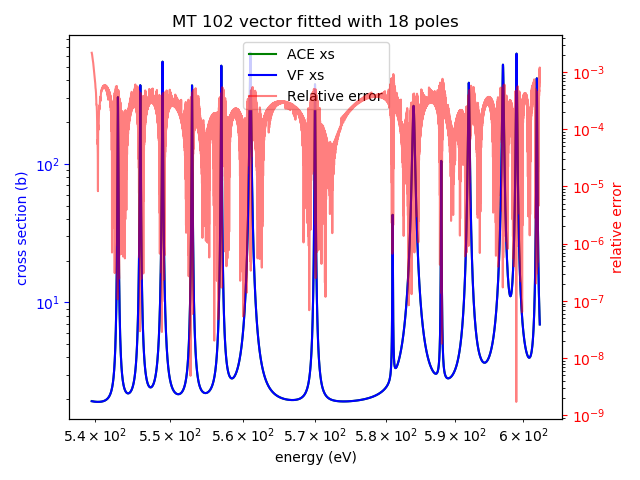 MT 102 vector fitted with 18 poles
ACE xs
VF xs
Relative error
cross section (b)
10²
10¹
relative error
10⁻³
10⁻⁴
10⁻⁵
10⁻⁶
10⁻⁷
10⁻⁸
10⁻⁹
5.4 × 10² 5.5 × 10² 5.6 × 10² 5.7 × 10² 5.8 × 10² 5.9 × 10² 6 × 10²
energy (eV)